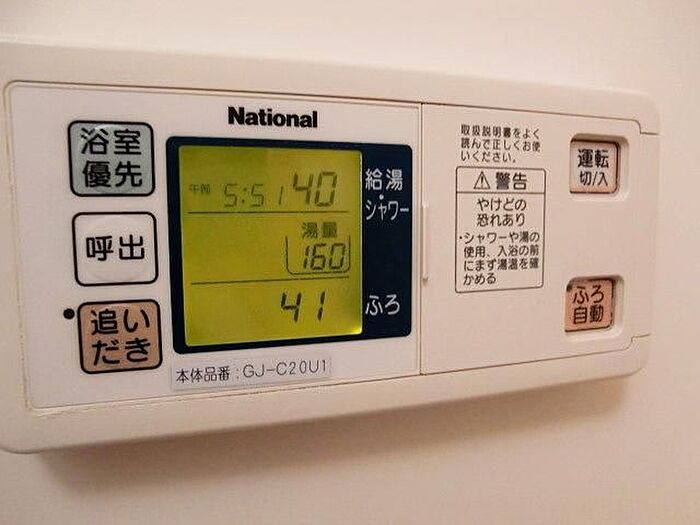 National
浴室
優先
呼出
追い
だき
午前 5:51 40
給湯
シャワー
湯量
160
41
ふろ
本体品番:GJ-C20U1
取扱説明書をよく
読んで正しくお使
いください。
⚠警告
やけどの
恐れあり
・シャワーや湯の
使用、入浴の前
にまず湯温を確
かめる
運転
切/入
ふろ
自動